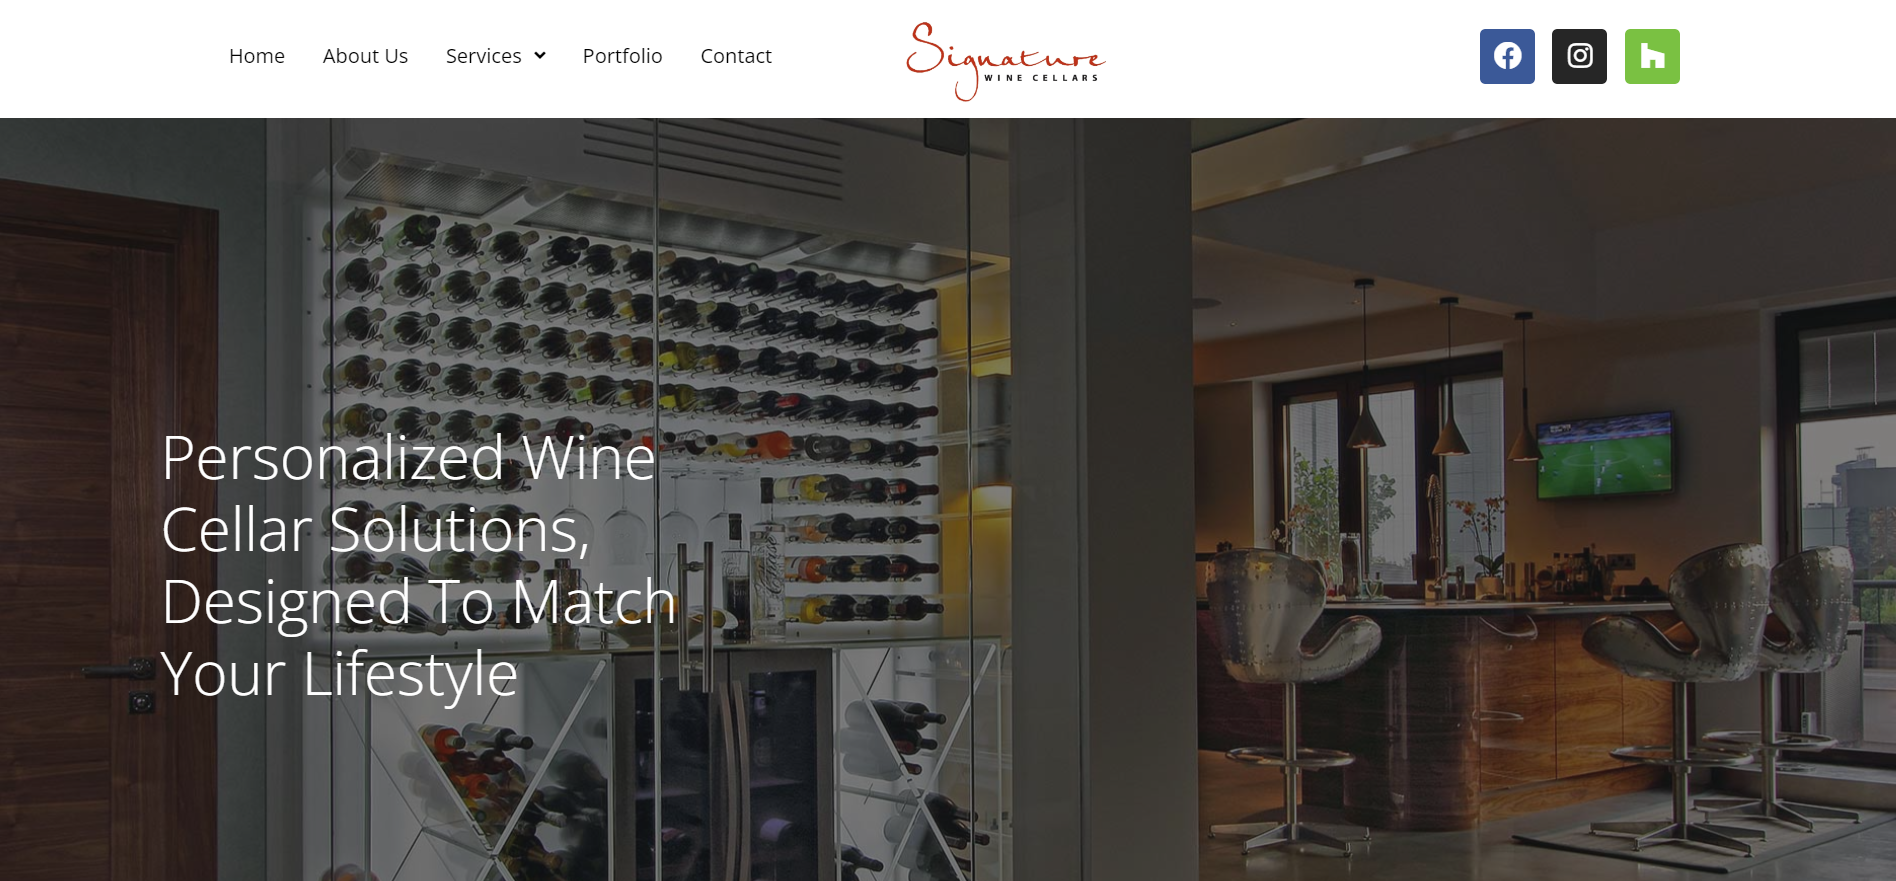 Home
About Us
Services
Portfolio
Contact
Signature
WINE CELLARS
Personalized Wine
Cellar Solutions,
Designed To Match
Your Lifestyle